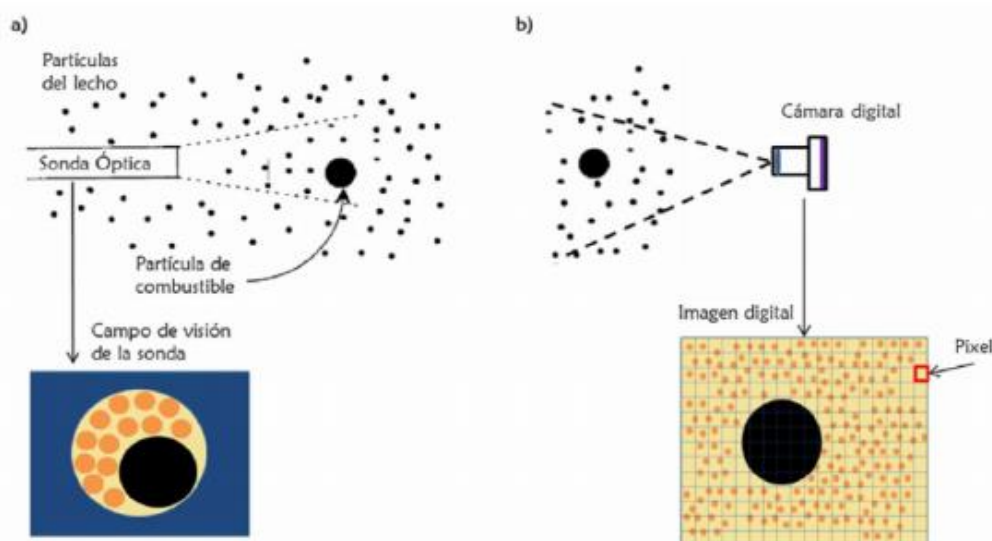 a)
Partículas
del lecho
Sonda Óptica
Partícula de
combustible
Campo de visión
de la sonda
b)
Cámara digital
Imagen digital
Pixel